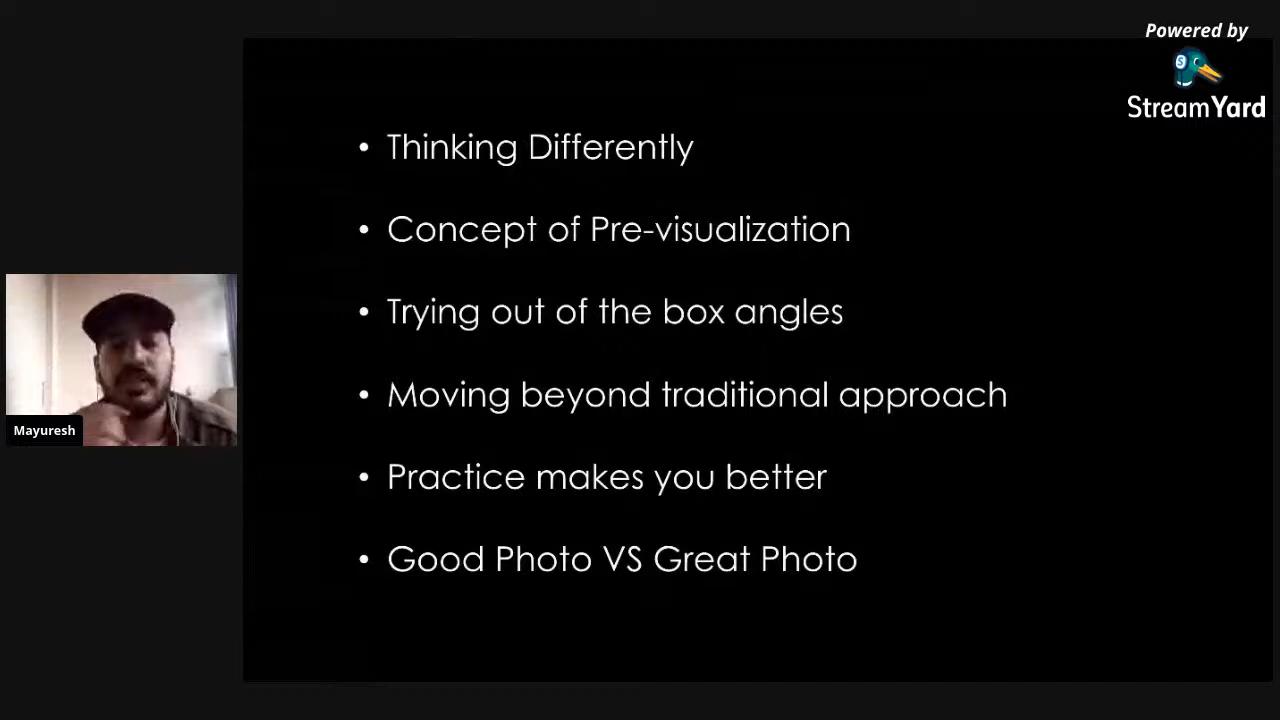 Powered by
StreamYard
• Thinking Differently
• Concept of Pre-visualization
• Trying out of the box angles
• Moving beyond traditional approach
• Practice makes you better
• Good Photo VS Great Photo
Mayuresh